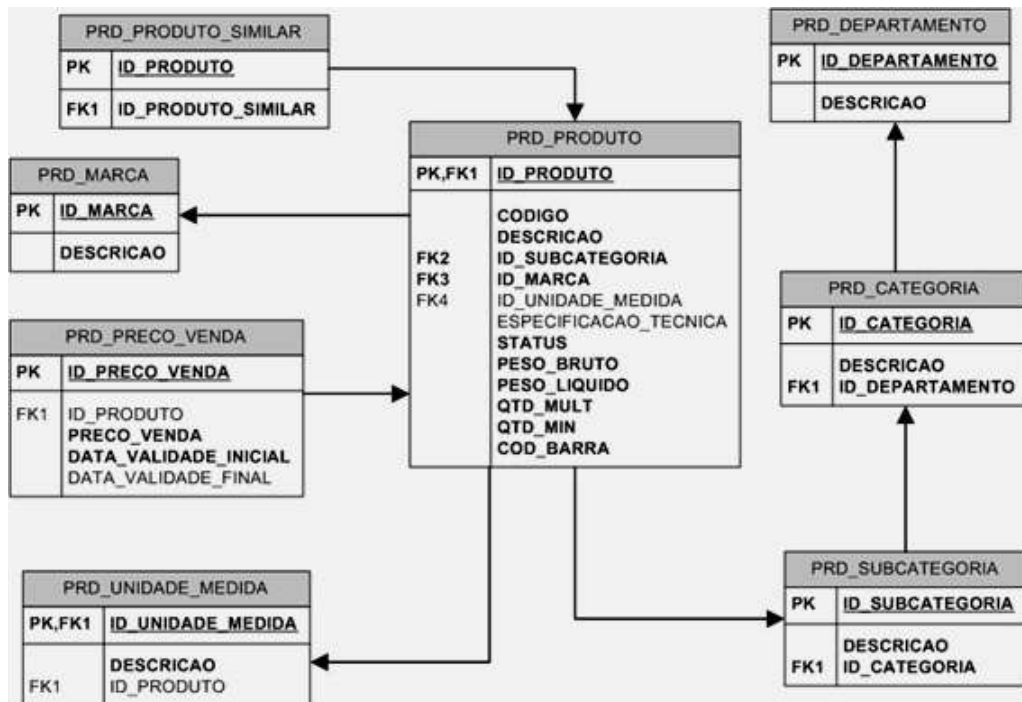 PRD_PRODUTO_SIMILAR
PK ID_PRODUTO
FK1 ID_PRODUTO_SIMILAR
PRD_DEPARTAMENTO
PK ID_DEPARTAMENTO
DESCRICAO
PRD_MARCA
PK ID_MARCA
DESCRICAO
PRD_PRODUTO
PK,FK1 ID_PRODUTO
CODIGO
DESCRICAO
FK2 ID_SUBCATEGORIA
FK3 ID_MARCA
FK4 ID_UNIDADE_MEDIDA
ESPECIFICACAO_TECNICA
STATUS
PESO_BRUTO
PESO_LIQUIDO
QTD_MULT
QTD_MIN
COD_BARRA
PRD_CATEGORIA
PK ID_CATEGORIA
DESCRICAO
FK1 ID_DEPARTAMENTO
PRD_PRECO_VENDA
PK ID_PRECO_VENDA
FK1 ID_PRODUTO
PRECO_VENDA
DATA_VALIDADE_INICIAL
DATA_VALIDADE_FINAL
PRD_UNIDADE_MEDIDA
PK,FK1 ID_UNIDADE_MEDIDA
DESCRICAO
FK1 ID_PRODUTO
PRD_SUBCATEGORIA
PK ID_SUBCATEGORIA
DESCRICAO
FK1 ID_CATEGORIA